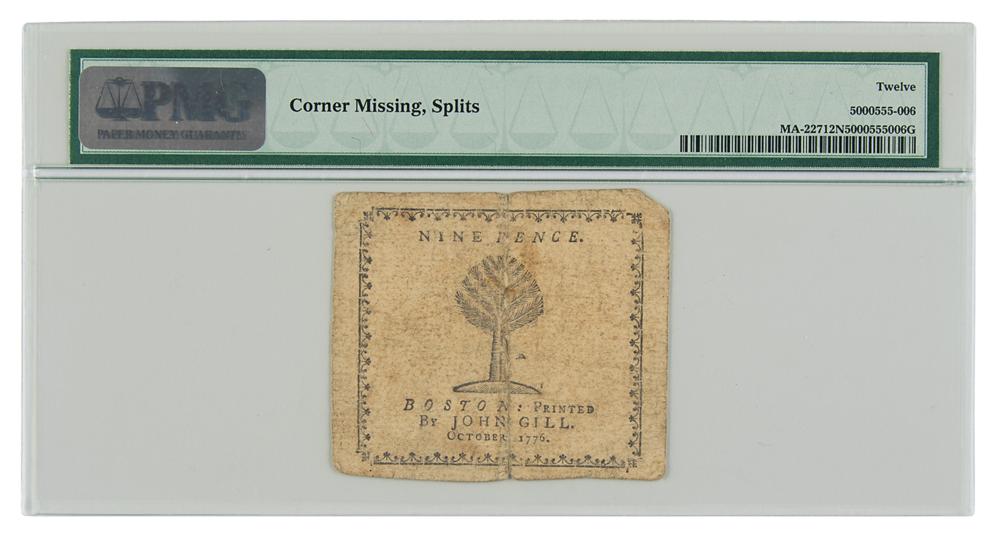 PMG
PAPER MONEY GUARANTY
Corner Missing, Splits
Twelve
5000555-006
MA-22712N5000555006G
NINE PENCE.
BOSTON: PRINTED
By JOHN GILL.
OCTOBER 1776.